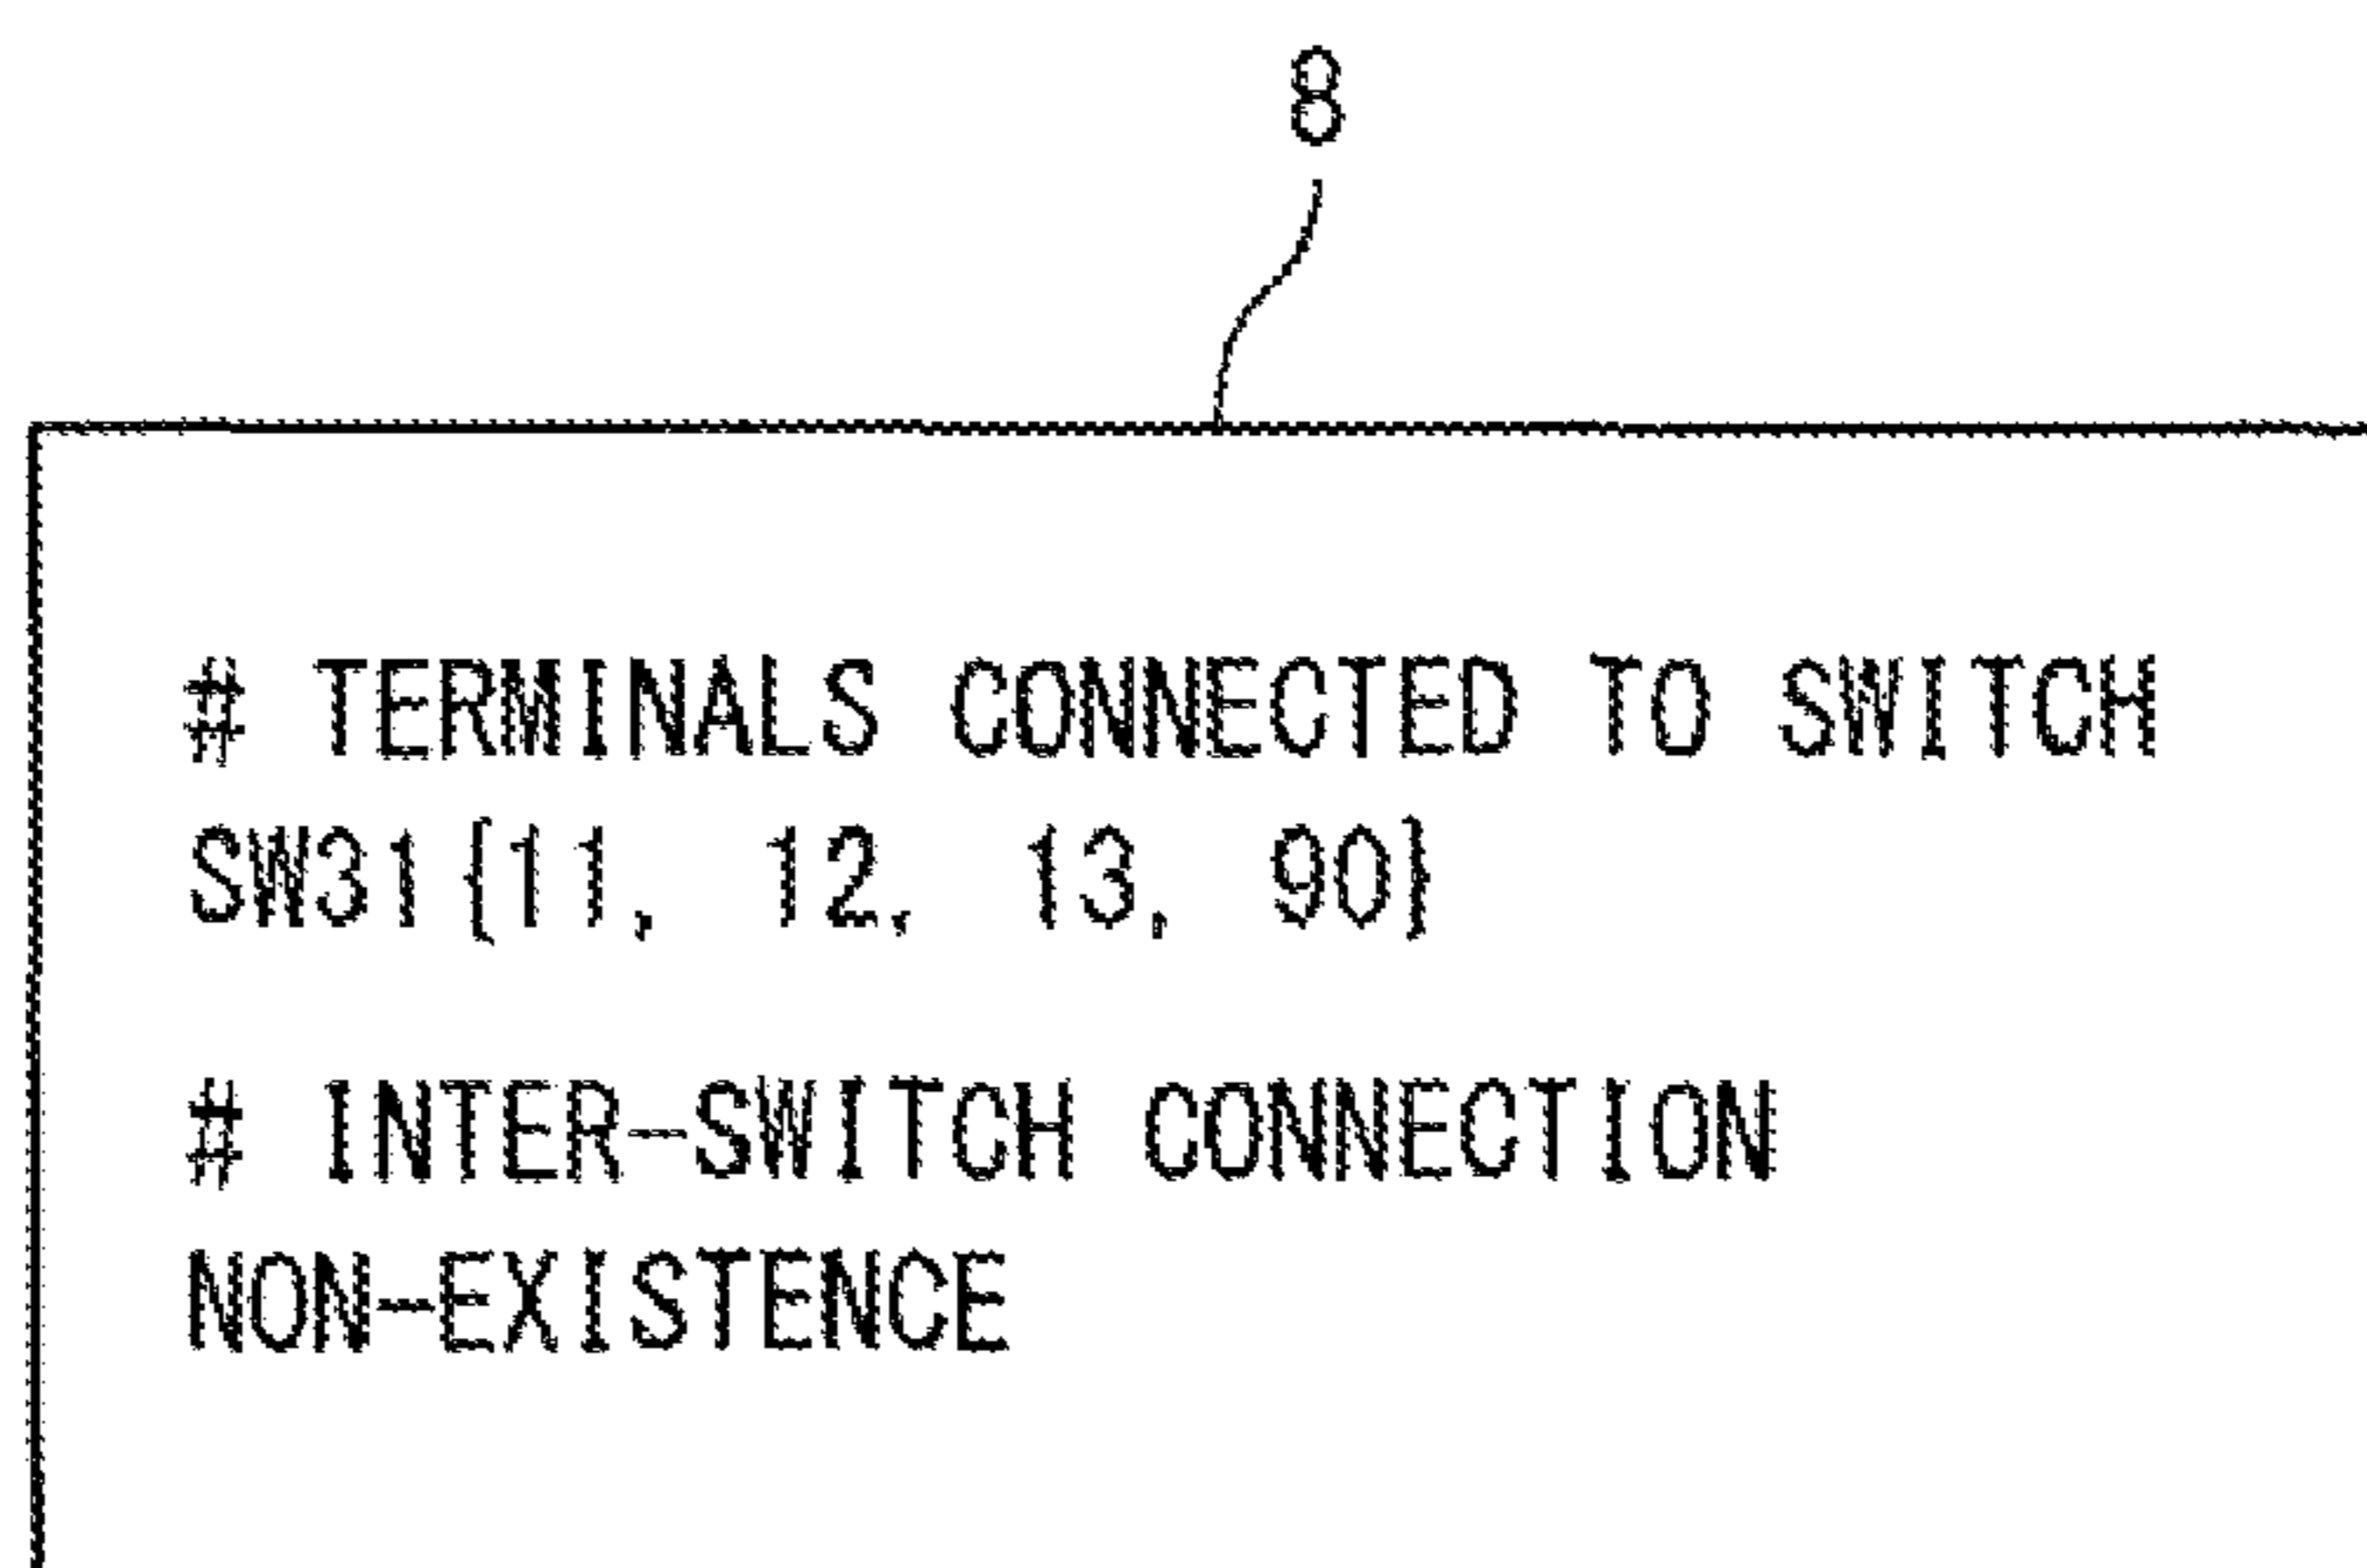 8
# TERMINALS CONNECTED TO SWITCH
SW31{11, 12, 13, 90}
# INTER-SWITCH CONNECTION
NON-EXISTENCE